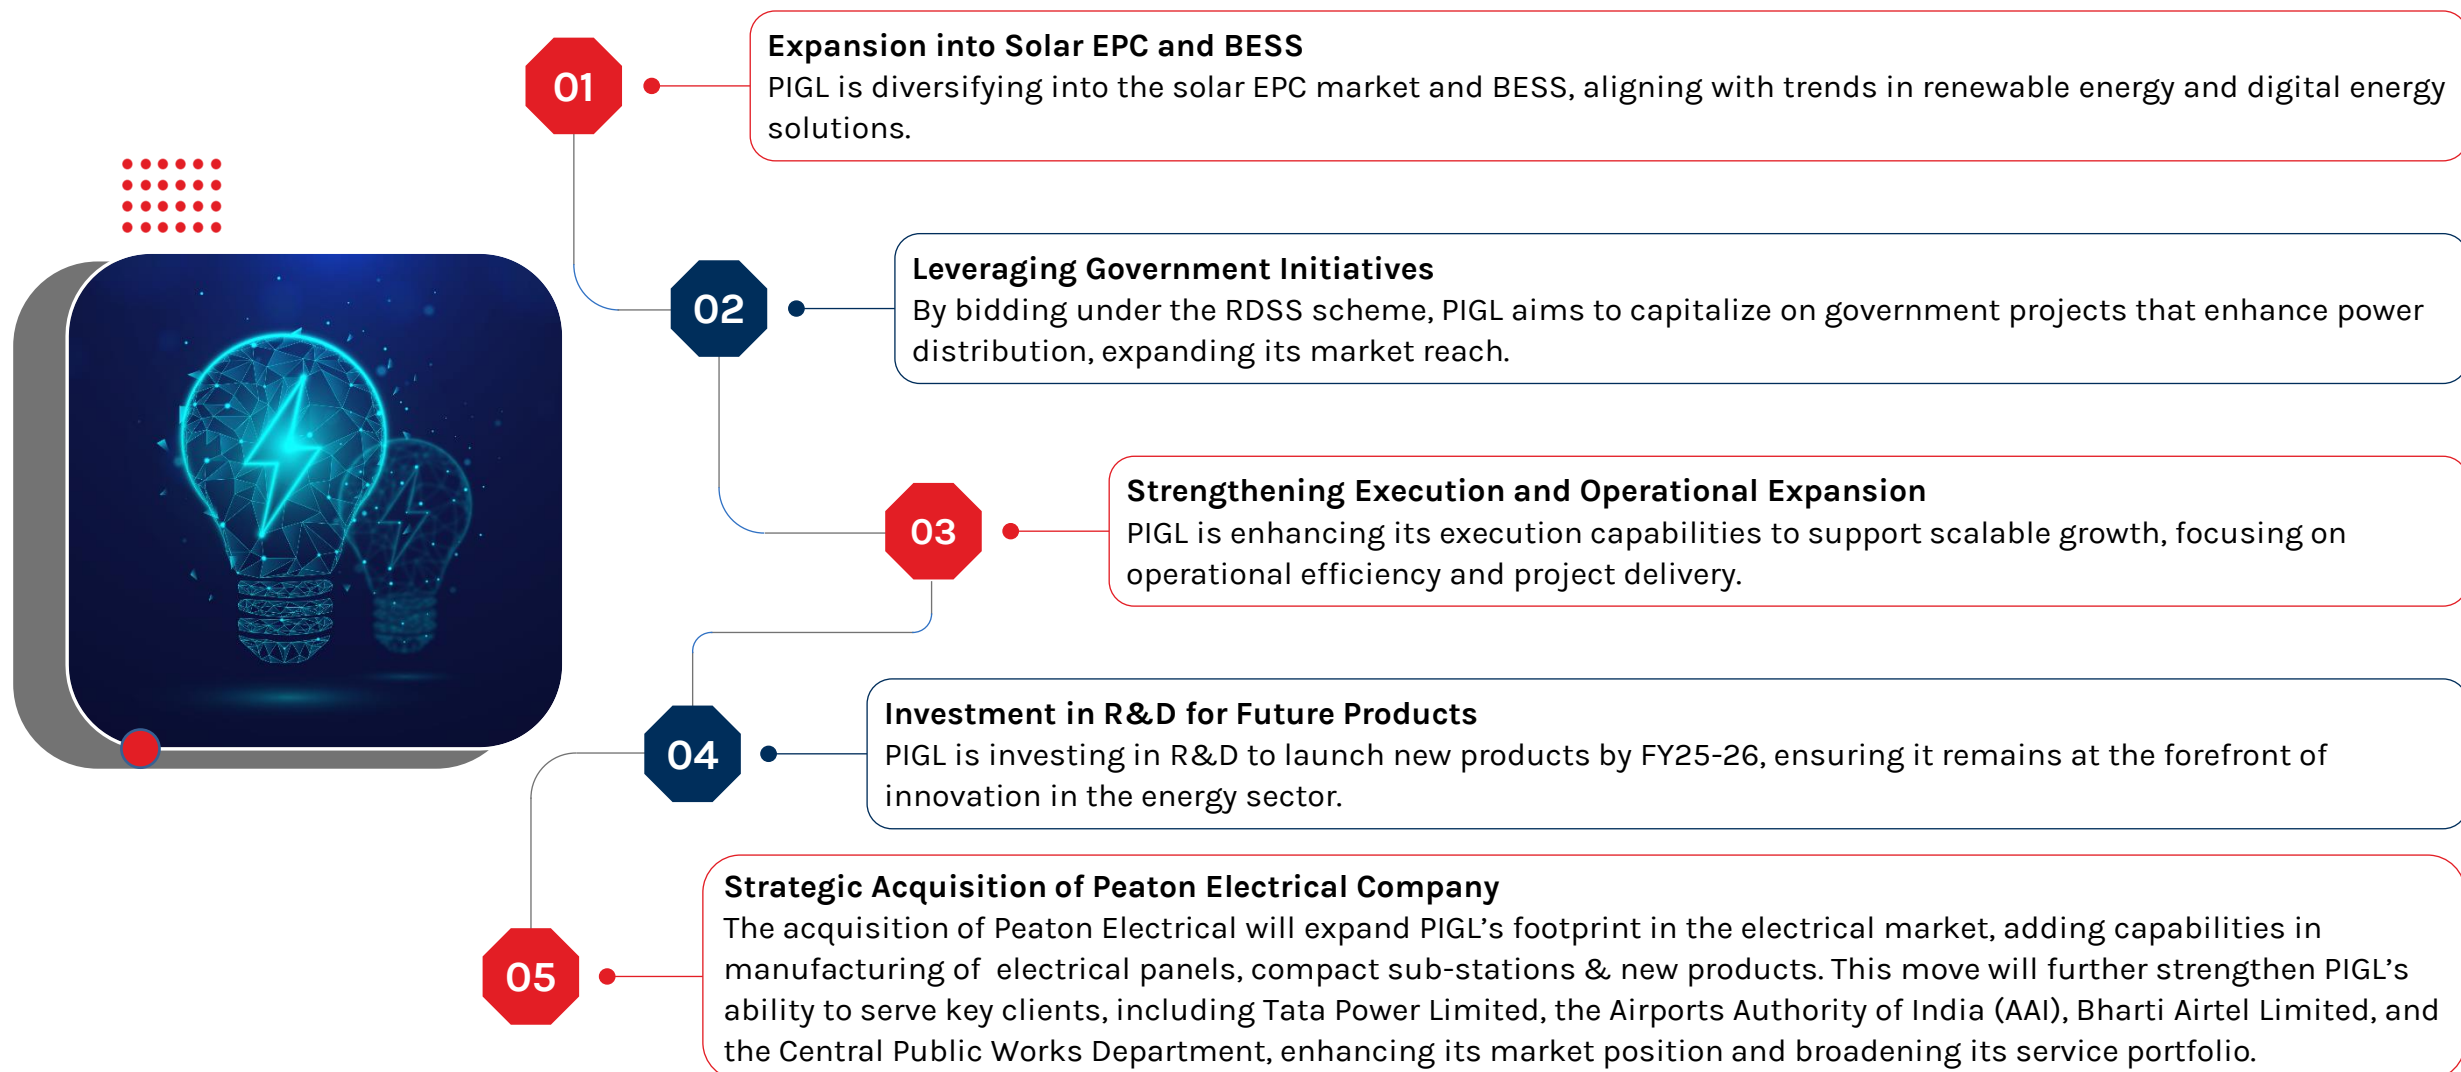 01
Expansion into Solar EPC and BESS
PIGL is diversifying into the solar EPC market and BESS, aligning with trends in renewable energy and digital energy
solutions.
02
Leveraging Government Initiatives
By bidding under the RDSS scheme, PIGL aims to capitalize on government projects that enhance power
distribution, expanding its market reach.
03
Strengthening Execution and Operational Expansion
PIGL is enhancing its execution capabilities to support scalable growth, focusing on
operational efficiency and project delivery.
04
Investment in R&D for Future Products
PIGL is investing in R&D to launch new products by FY25-26, ensuring it remains at the forefront of
innovation in the energy sector.
05
Strategic Acquisition of Peaton Electrical Company
The acquisition of Peaton Electrical will expand PIGL’s footprint in the electrical market, adding capabilities in
manufacturing of  electrical panels, compact sub-stations & new products. This move will further strengthen PIGL’s
ability to serve key clients, including Tata Power Limited, the Airports Authority of India (AAI), Bharti Airtel Limited, and
the Central Public Works Department, enhancing its market position and broadening its service portfolio.